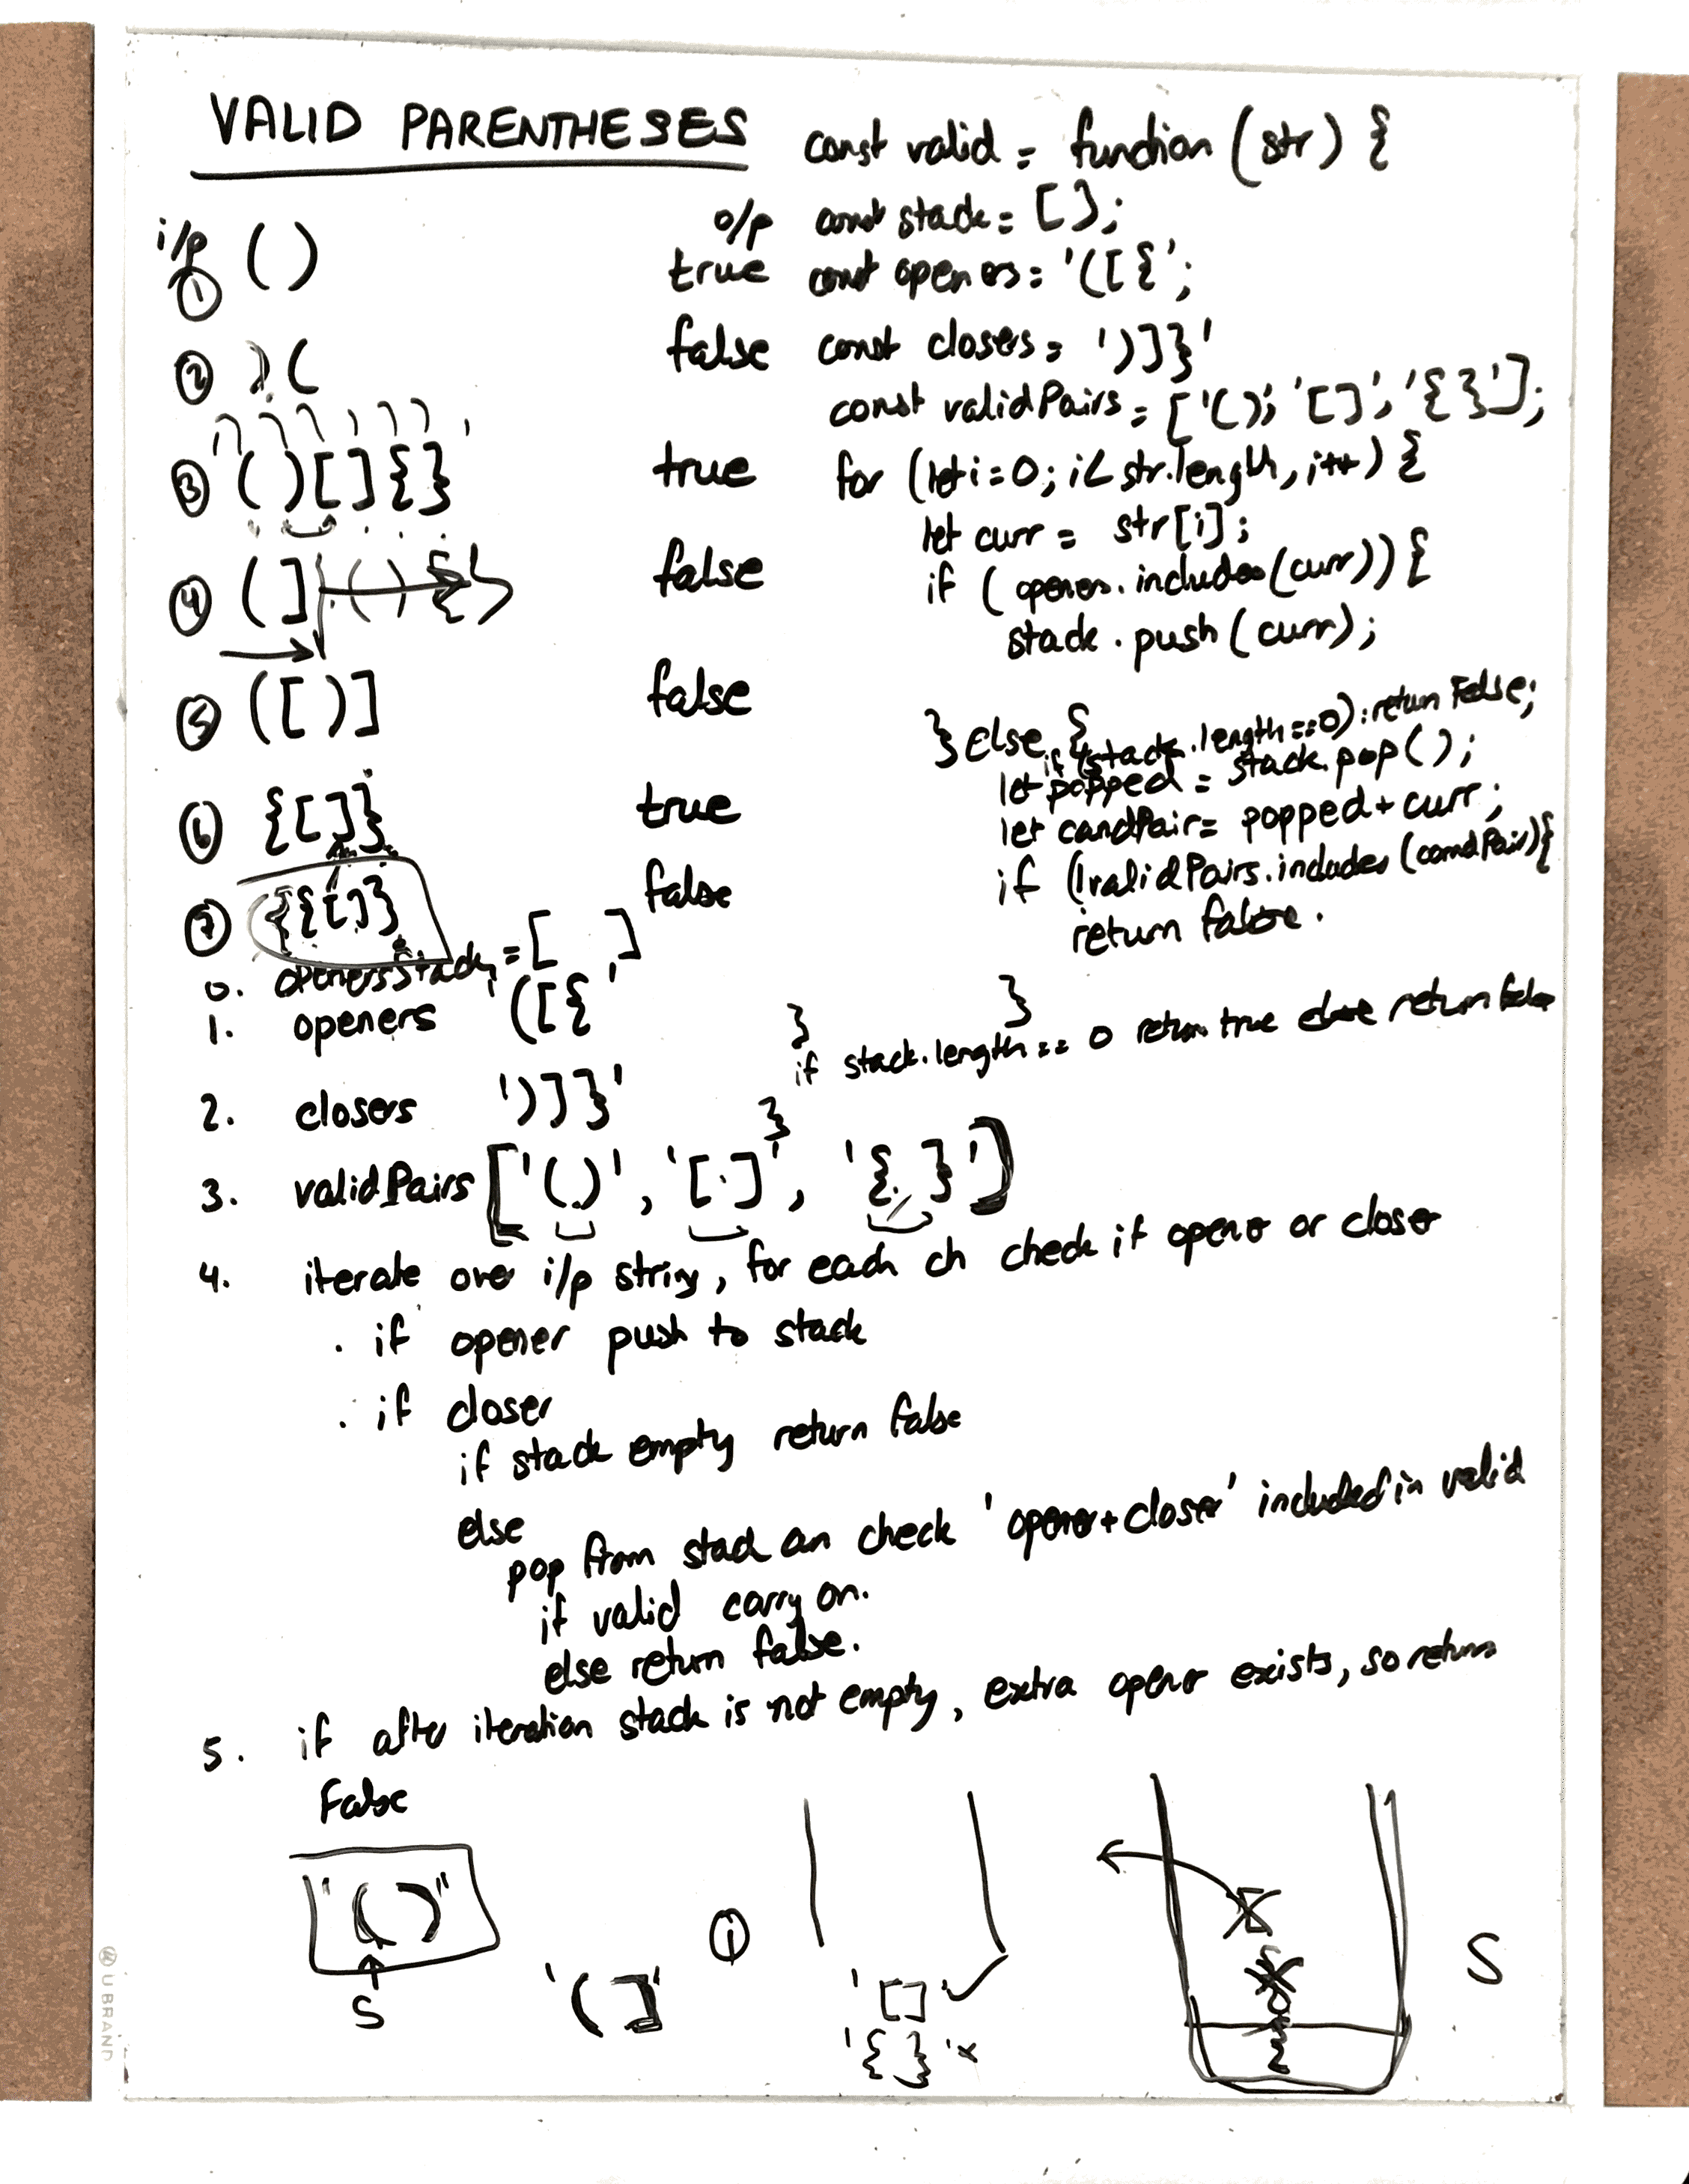 VALID PARENTHESES
i/p
o/p
① ()
true
② )(
false
③ ()[]{}
true
④ (]
false
⑤ ([)]
false
⑥ {[]}
true
⑦ {{[]}
false
const valid = function (str) {
const stack = [];
const openers = '([{';
const closers = ')]}'
const validPairs = ['()', '[]', '{}'];
for (let i=0; i< str.length, i++) {
let curr = str[i];
if (openers.includes(curr)) {
stack.push(curr);
} else {
if (stack.length==0): return False;
let popped = stack.pop();
let candPair = popped + curr;
if (!validPairs.includes(candPair) {
return false.
}
}
if stack.length == 0 return true else return false
}
0. openersStack = [ ]
1. openers '([{'
2. closers ')]}'
3. validPairs ['()', '[]', '{}']
4. iterate over i/p string, for each ch check if opener or closer
. if opener push to stack
. if closer
if stack empty return false
else
pop from stack an check 'opener+closer' included in valid
if valid carry on.
else return false.
5. if after iteration stack is not empty, extra opener exists, so return
False
"()"
S
'(]'
①
'[]' ✓
'{}' x
S
UBRAND